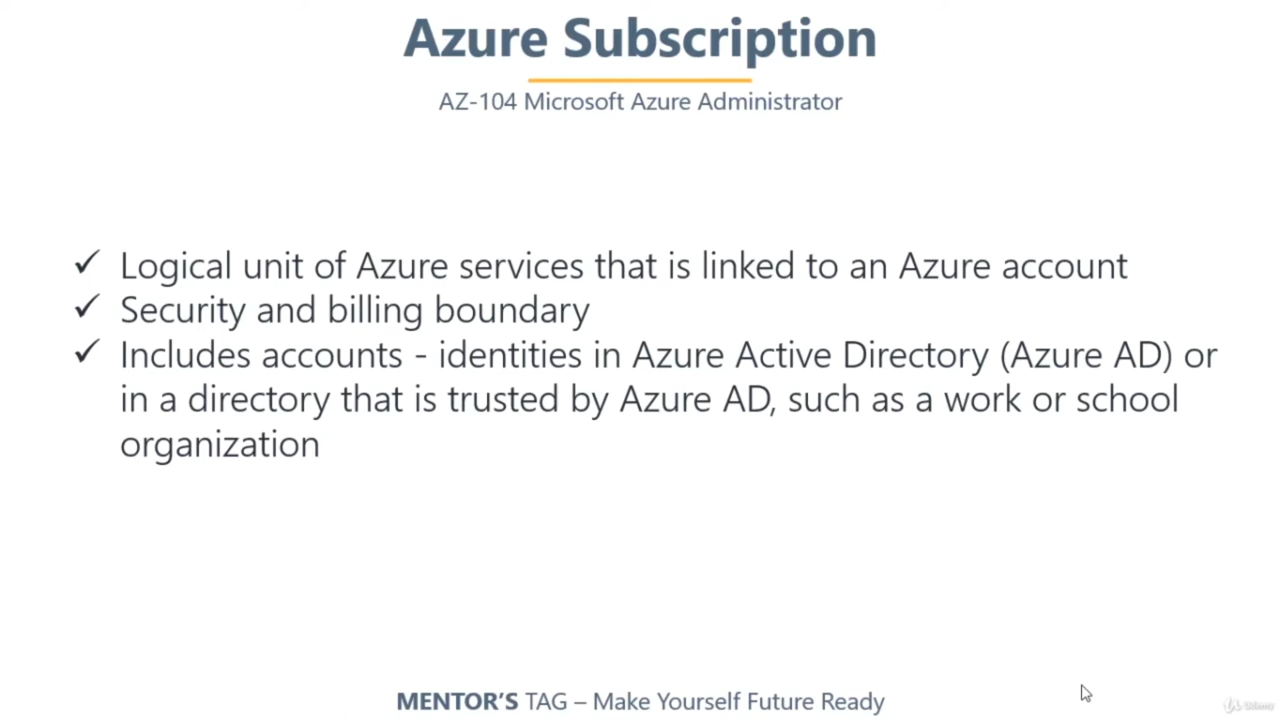 Azure Subscription
AZ-104 Microsoft Azure Administrator
✓ Logical unit of Azure services that is linked to an Azure account
✓ Security and billing boundary
✓ Includes accounts - identities in Azure Active Directory (Azure AD) or
in a directory that is trusted by Azure AD, such as a work or school
organization
MENTOR'S TAG – Make Yourself Future Ready
Udemy